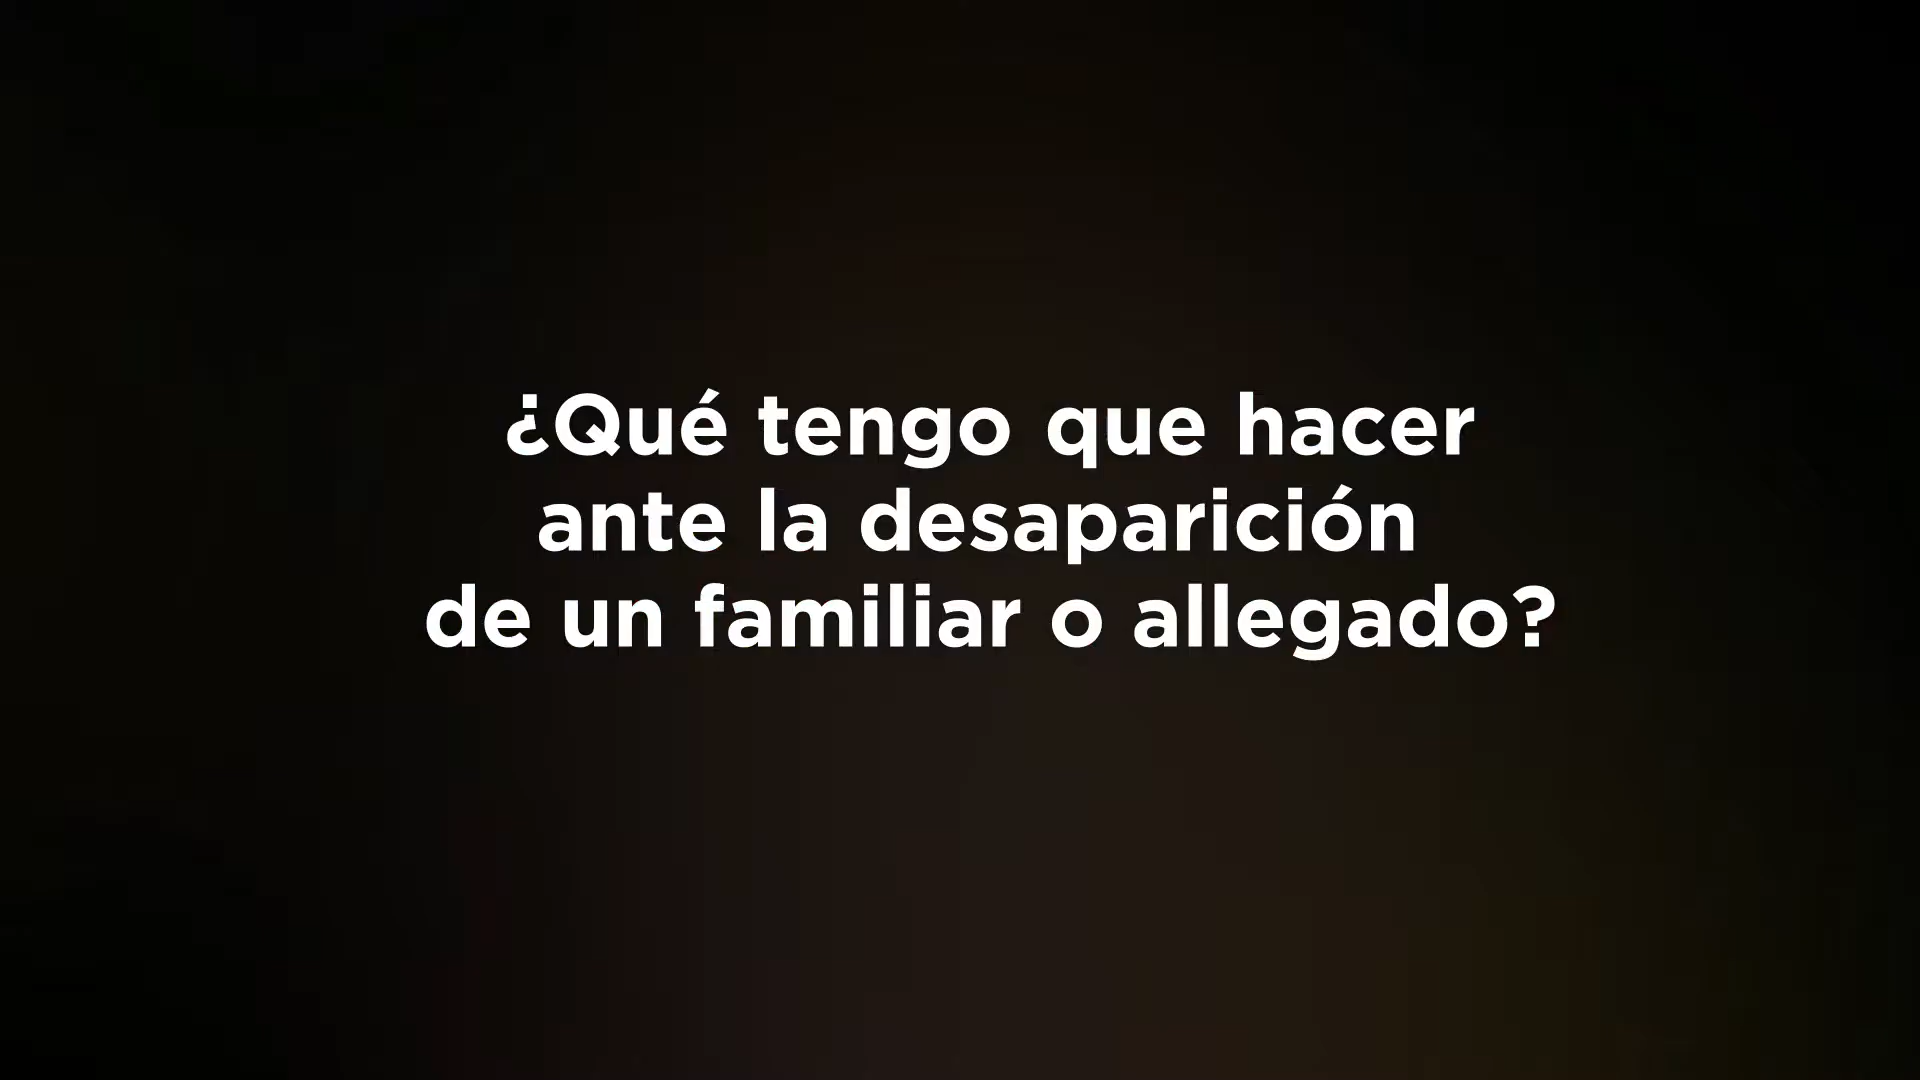 ¿Qué tengo que hacer
ante la desaparición
de un familiar o allegado?